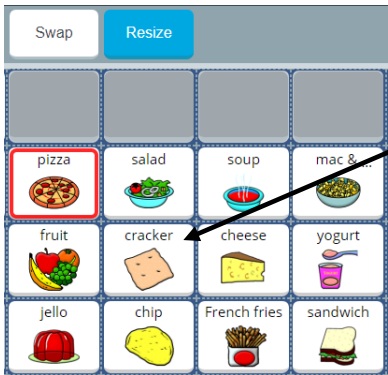 Swap Resize
pizza salad soup mac & ...
fruit cracker cheese yogurt
jello chip French fries sandwich